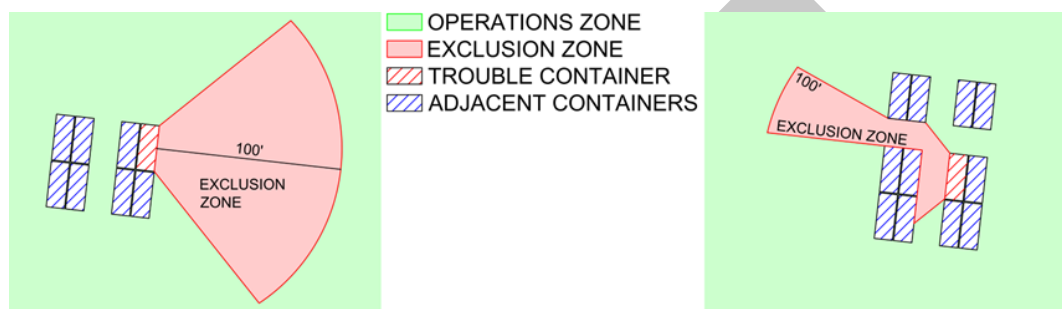 100'
EXCLUSION
ZONE
OPERATIONS ZONE
EXCLUSION ZONE
TROUBLE CONTAINER
ADJACENT CONTAINERS
100'
EXCLUSION ZONE